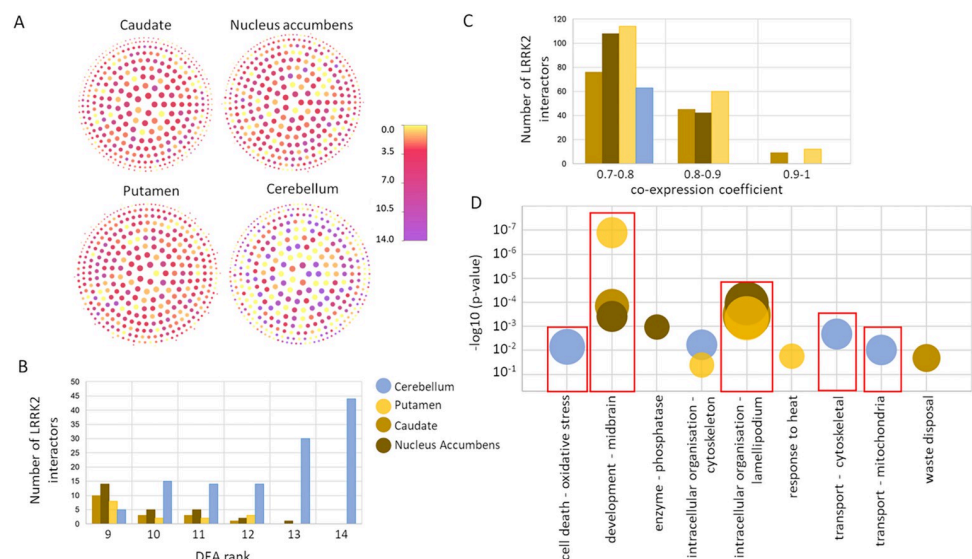 A
Caudate
Nucleus accumbens
0.0
3.5
7.0
10.5
14.0
Putamen
Cerebellum
B
Number of LRRK2
interactors
50
45
40
35
30
25
20
15
10
5
0
9
10
11
12
13
14
DEA rank
Cerebellum
Putamen
Caudate
Nucleus Accumbens
C
Number of LRRK2
interactors
120
100
80
60
40
20
0
0.7-0.8
0.8-0.9
0.9-1
co-expression coefficient
D
-log10 (p-value)
10-7
10-6
10-5
10-4
10-3
10-2
10-1
cell death - oxidative stress
development - midbrain
enzyme - phosphatase
intracellular organisation -
cytoskeleton
intracellular organisation -
lamellipodium
response to heat
transport - cytoskeletal
transport - mitochondria
waste disposal